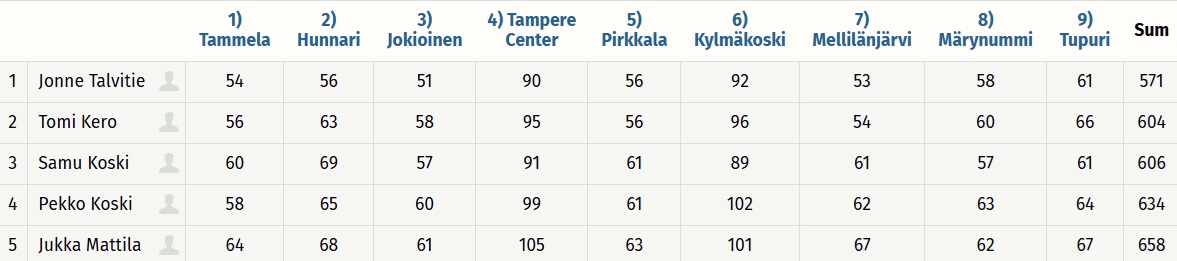 1) Tammela 2) Hunnari 3) Jokioinen 4) Tampere Center 5) Pirkkala 6) Kylmäkoski 7) Mellilänjärvi 8) Märynummi 9) Tupuri Sum
1 Jonne Talvitie 54 56 51 90 56 92 53 58 61 571
2 Tomi Kero 56 63 58 95 56 96 54 60 66 604
3 Samu Koski 60 69 57 91 61 89 61 57 61 606
4 Pekko Koski 58 65 60 99 61 102 62 63 64 634
5 Jukka Mattila 64 68 61 105 63 101 67 62 67 658